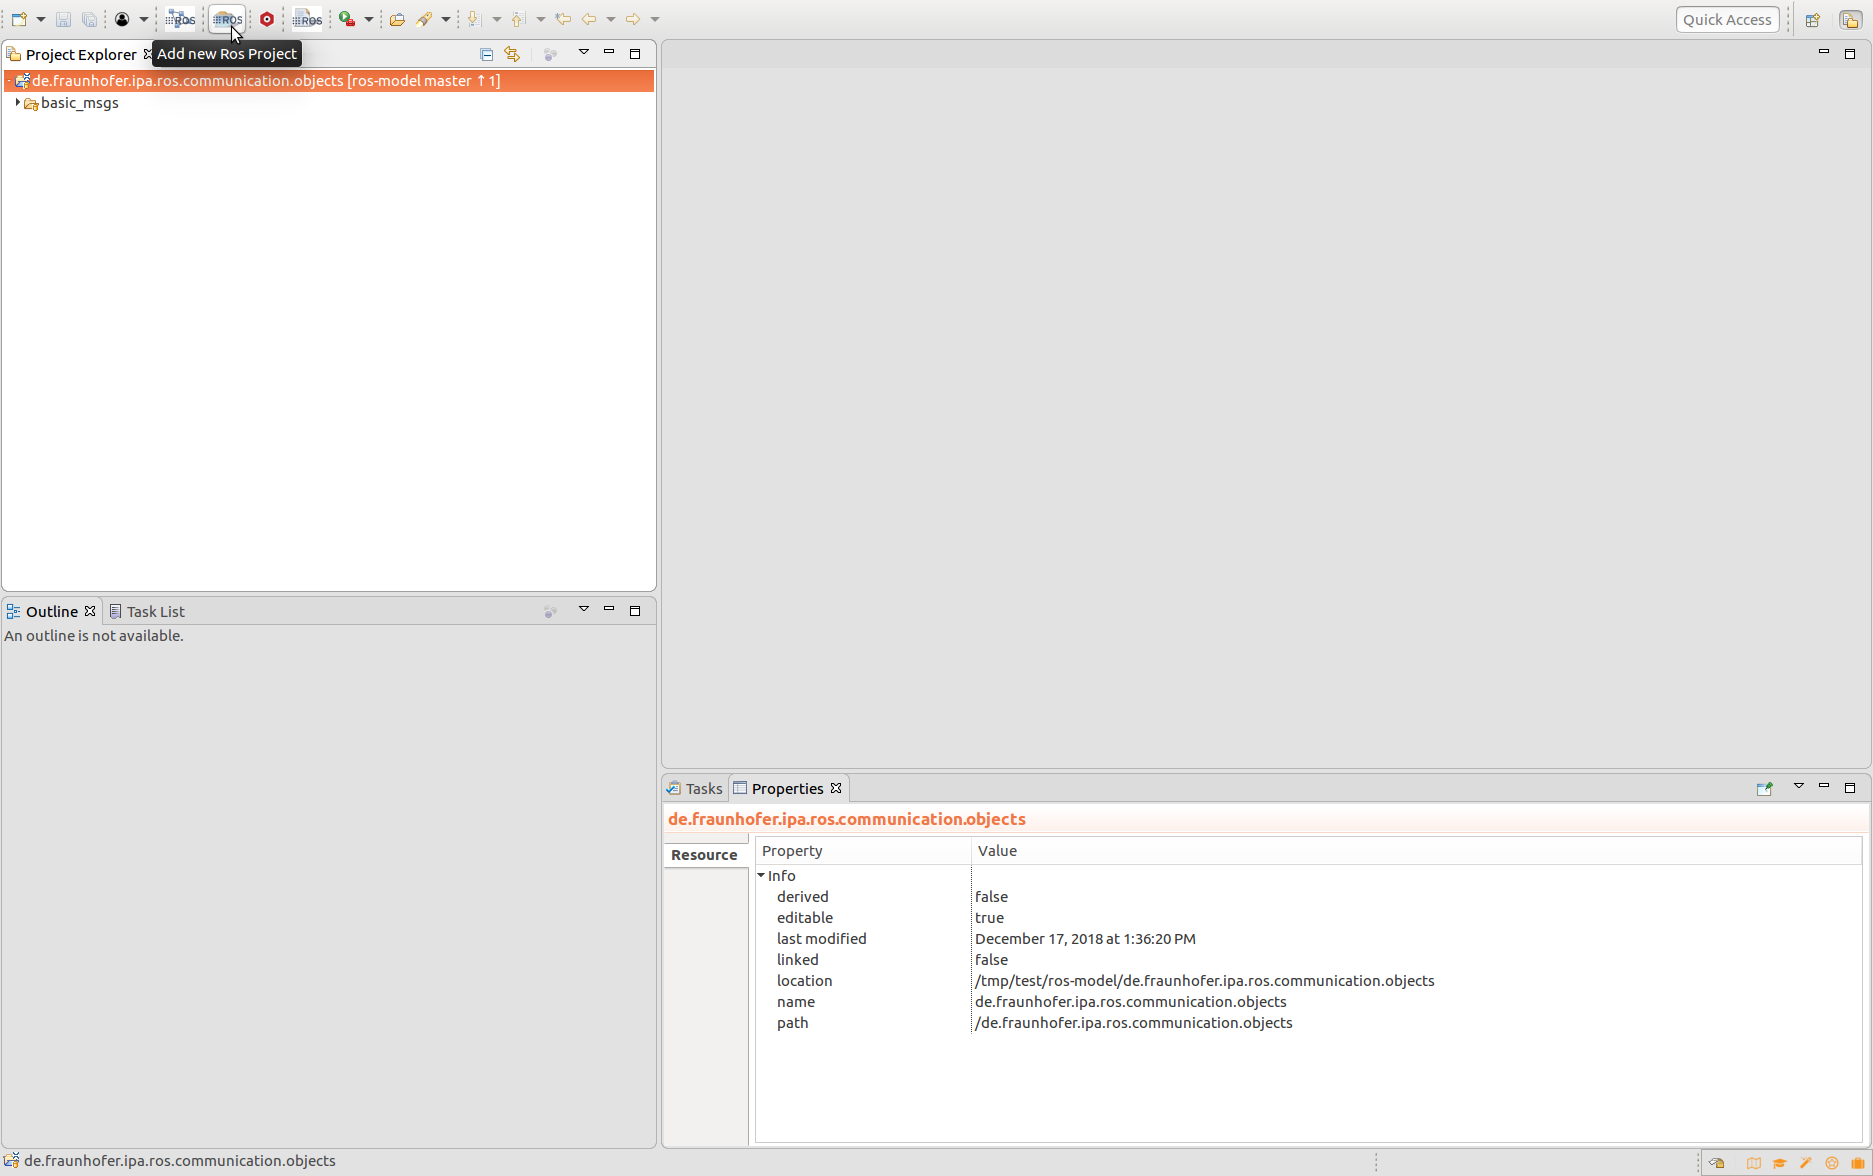 ROS
ROS
ROS
Quick Access
Project Explorer
Add new Ros Project
de.fraunhofer.ipa.ros.communication.objects [ros-model master ↑1]
basic_msgs
Outline
Task List
An outline is not available.
Tasks
Properties
de.fraunhofer.ipa.ros.communication.objects
Resource
Property Value
Info
derived false
editable true
last modified December 17, 2018 at 1:36:20 PM
linked false
location /tmp/test/ros-model/de.fraunhofer.ipa.ros.communication.objects
name de.fraunhofer.ipa.ros.communication.objects
path /de.fraunhofer.ipa.ros.communication.objects
de.fraunhofer.ipa.ros.communication.objects